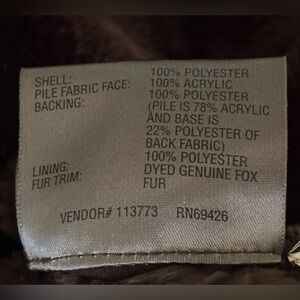 SHELL: 100% POLYESTER
PILE FABRIC FACE: 100% ACRYLIC
BACKING: 100% POLYESTER
(PILE IS 78% ACRYLIC
AND BASE IS
22% POLYESTER OF
BACK FABRIC)
LINING: 100% POLYESTER
FUR TRIM: DYED GENUINE FOX
FUR
VENDOR# 113773 RN69426